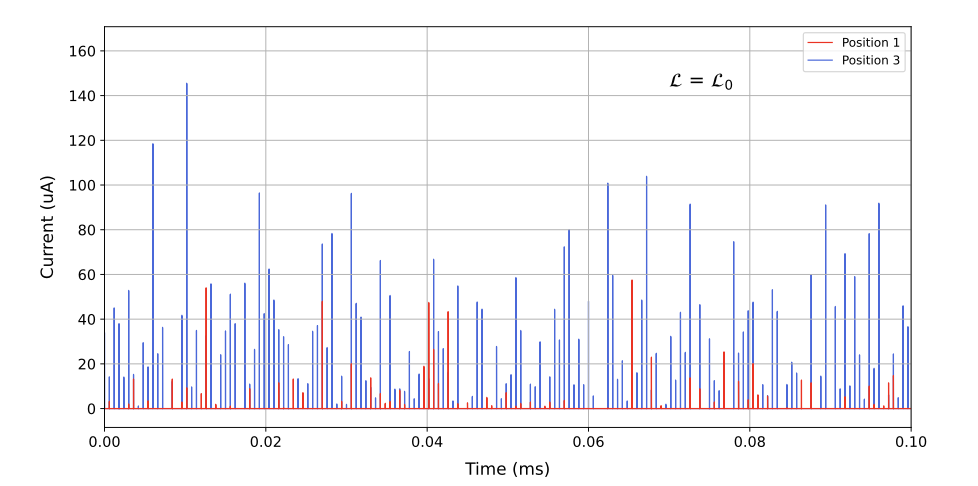 Position 1
Position 3
ℒ = ℒ₀
160
140
120
100
80
60
40
20
0
Current (uA)
0.00 0.02 0.04 0.06 0.08 0.10
Time (ms)